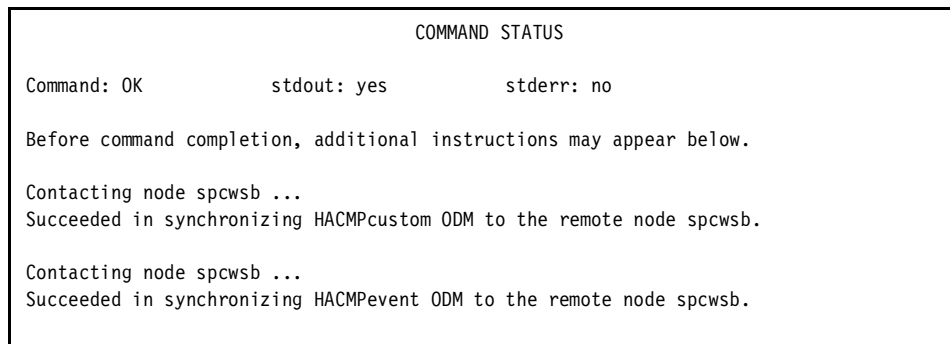 COMMAND STATUS
Command: OK stdout: yes stderr: no
Before command completion, additional instructions may appear below.
Contacting node spcwsb ...
Succeeded in synchronizing HACMPcustom ODM to the remote node spcwsb.
Contacting node spcwsb ...
Succeeded in synchronizing HACMPevent ODM to the remote node spcwsb.